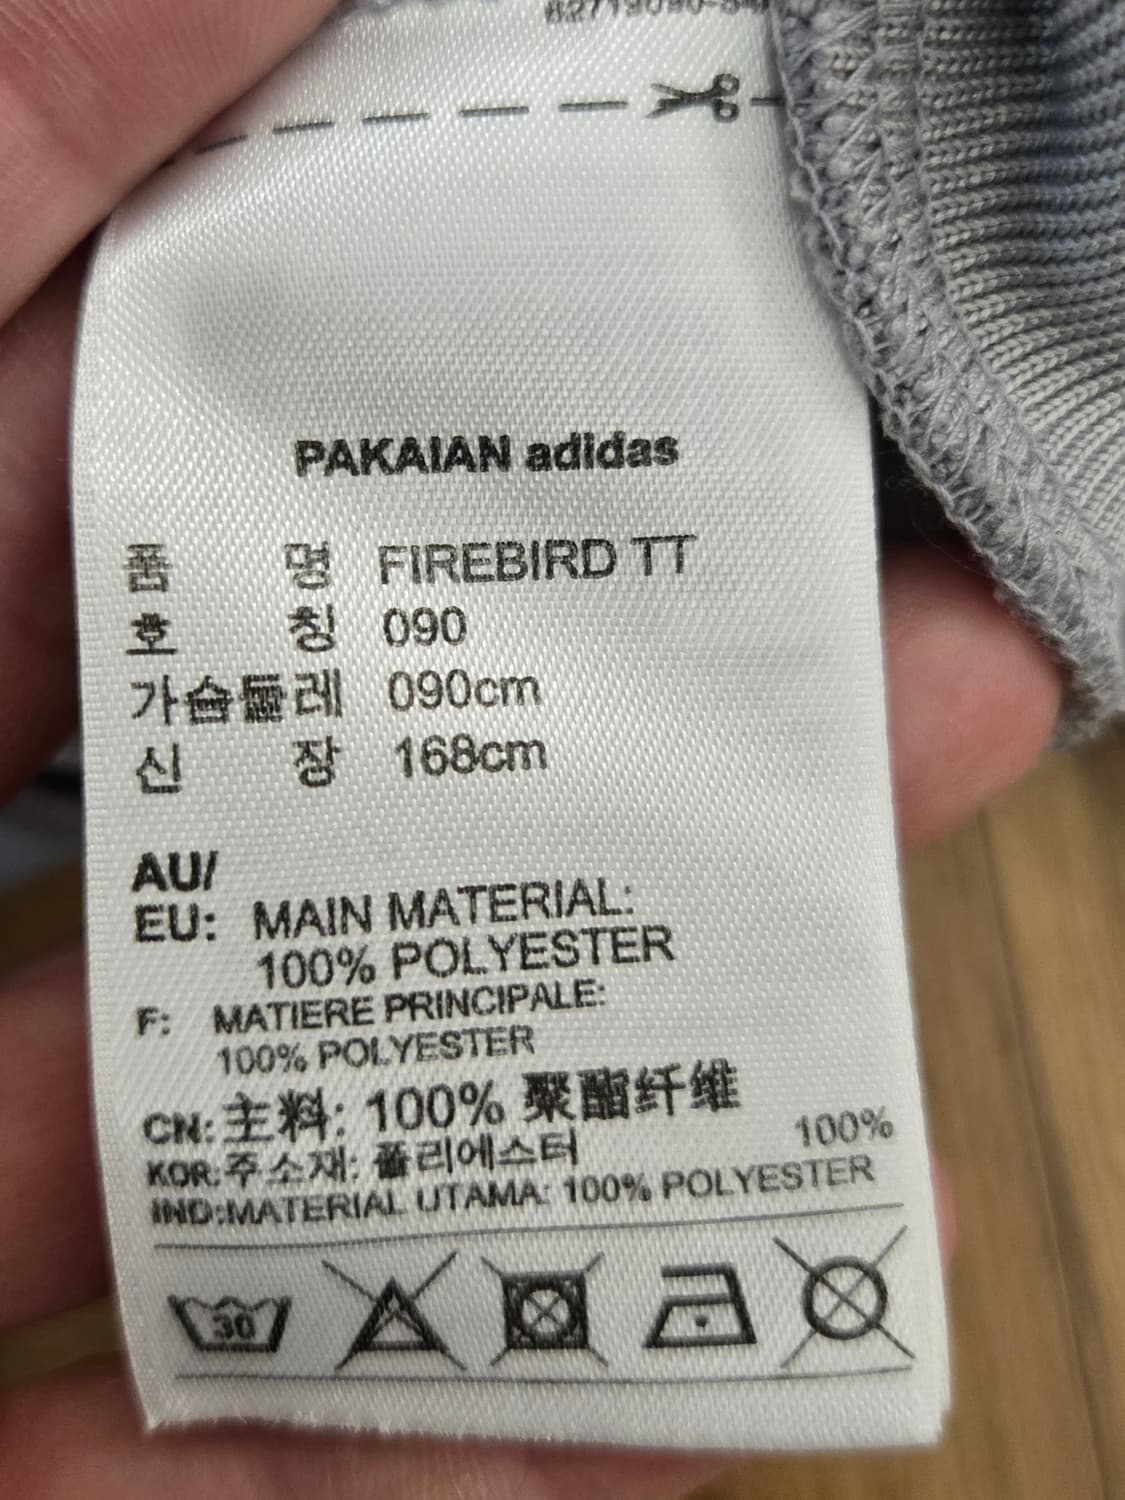 PAKAIAN adidas
품 명 FIREBIRD TT
호 칭 090
가슴둘레 090cm
신 장 168cm
AU/
EU: MAIN MATERIAL:
100% POLYESTER
F: MATIERE PRINCIPALE:
100% POLYESTER
CN: 主料: 100% 聚酯纤维
100%
KOR: 주소재: 폴리에스터
IND:MATERIAL UTAMA: 100% POLYESTER
30